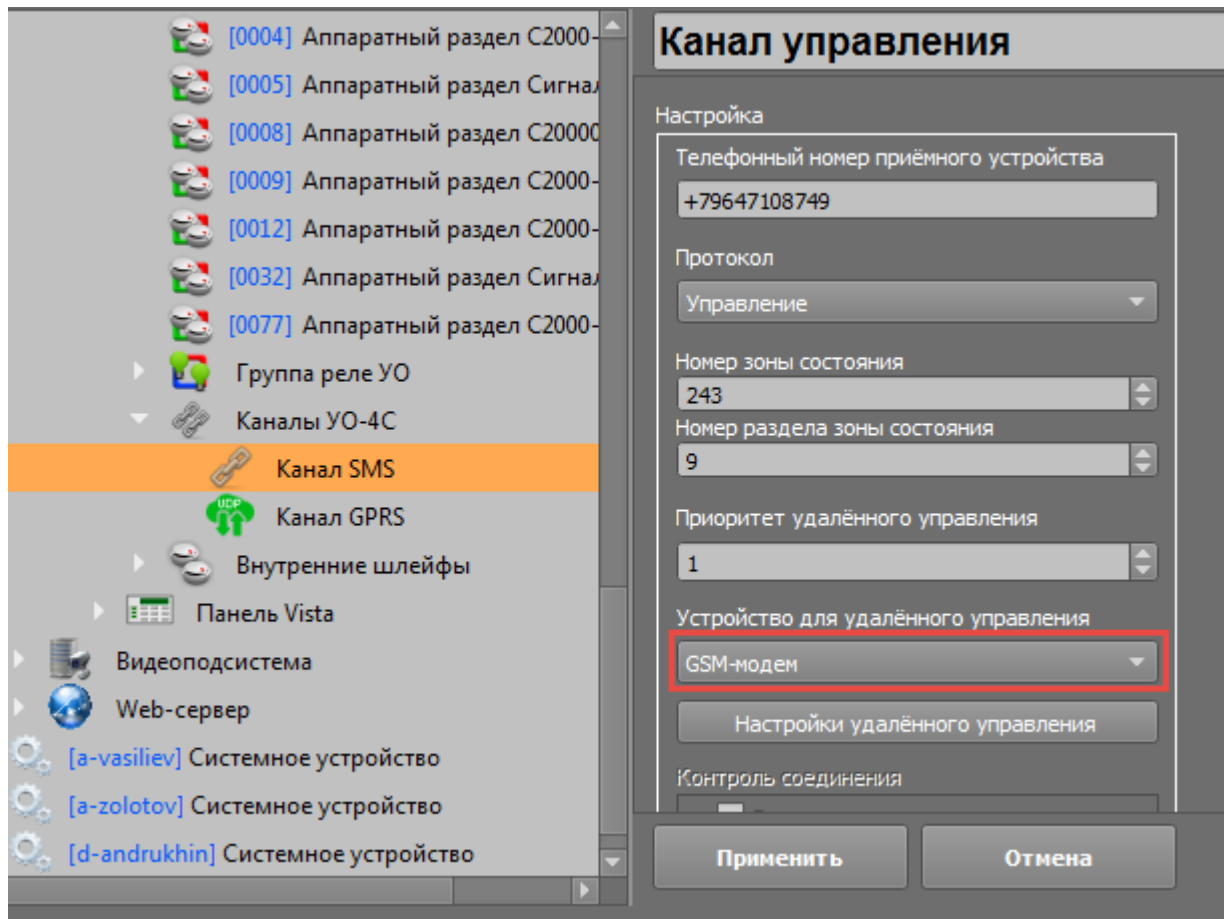 [0004] Аппаратный раздел С2000-
[0005] Аппаратный раздел Сигнал
[0008] Аппаратный раздел С20000
[0009] Аппаратный раздел С2000-
[0012] Аппаратный раздел С2000-
[0032] Аппаратный раздел Сигнал
[0077] Аппаратный раздел С2000-
Группа реле УО
Каналы УО-4С
Канал SMS
UDP
Канал GPRS
Внутренние шлейфы
Панель Vista
Видеоподсистема
Web-сервер
[a-vasiliev] Системное устройство
[a-zolotov] Системное устройство
[d-andrukhin] Системное устройство
Канал управления
Настройка
Телефонный номер приёмного устройства
+79647108749
Протокол
Управление
Номер зоны состояния
243
Номер раздела зоны состояния
9
Приоритет удалённого управления
1
Устройство для удалённого управления
GSM-модем
Настройки удалённого управления
Контроль соединения
Применить
Отмена